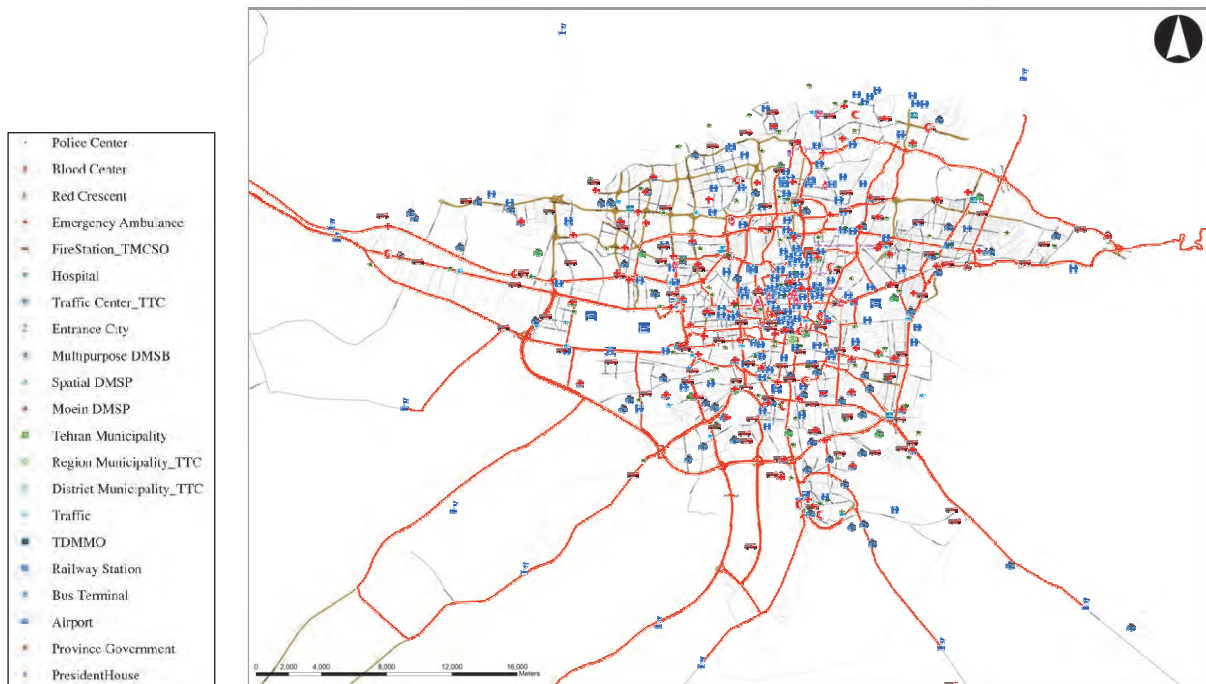 Police Center
Blood Center
Red Crescent
Emergency Ambulance
FireStation_TMCSO
Hospital
Traffic Center_TTC
Entrance City
Multipurpose DMSB
Spatial DMSP
Moein DMSP
Tehran Municipality
Region Municipality_TTC
District Municipality_TTC
Traffic
TDMMO
Railway Station
Bus Terminal
Airport
Province Government
PresidentHouse
0 2,000 4,000 8,000 12,000 16,000
Meters